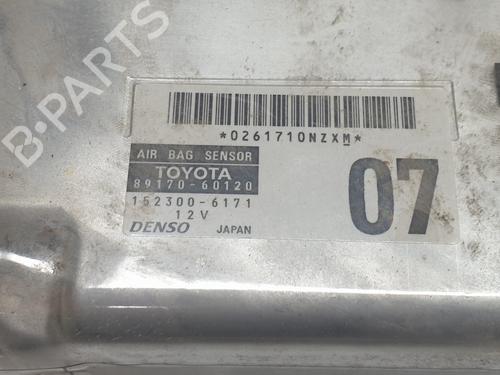 B-PARTS
*0261710NZXM*
AIR BAG SENSOR
TOYOTA
89170-60120
152300-6171
12V
DENSO JAPAN
07